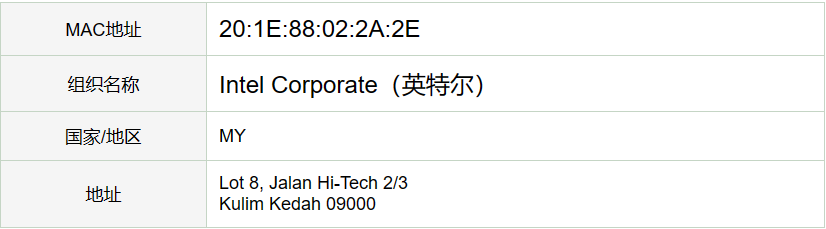 MAC地址 20:1E:88:02:2A:2E
组织名称 Intel Corporate（英特尔）
国家/地区 MY
地址 Lot 8, Jalan Hi-Tech 2/3
Kulim Kedah 09000